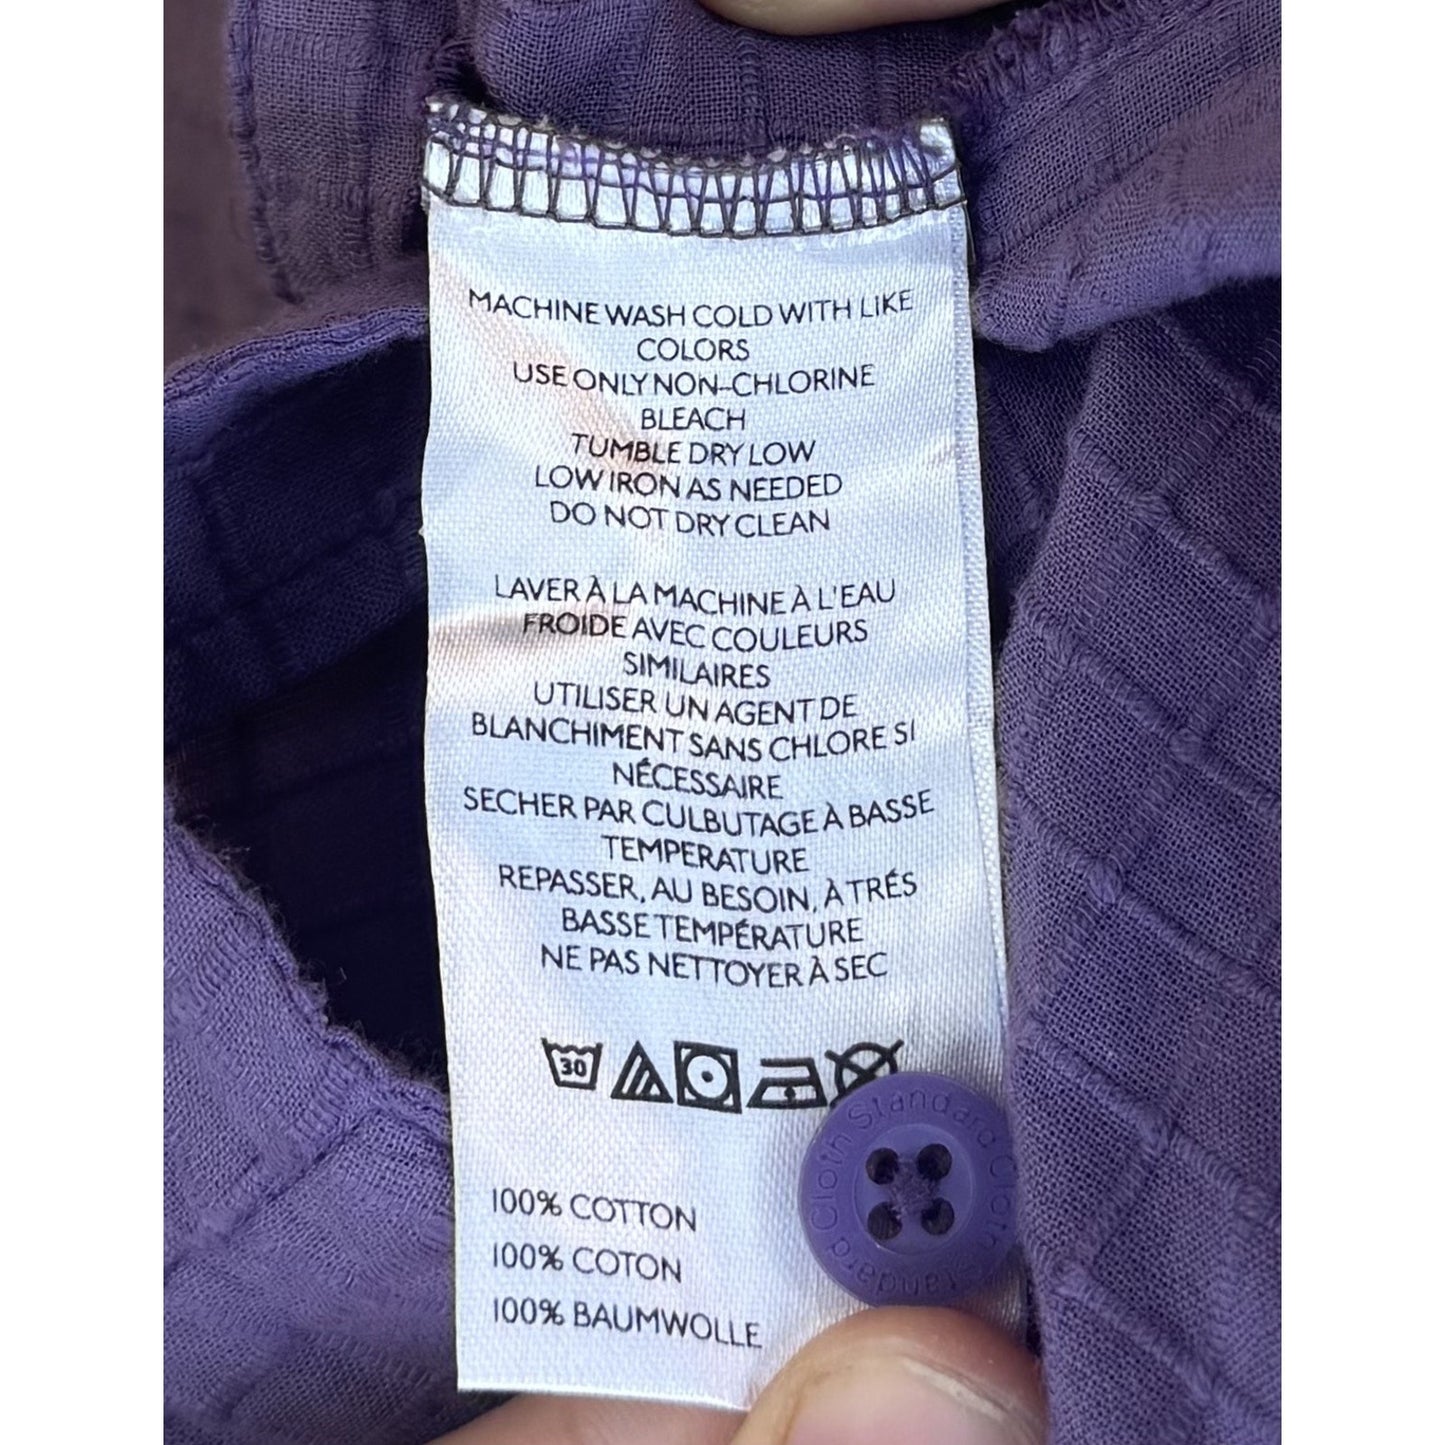 MACHINE WASH COLD WITH LIKE
COLORS
USE ONLY NON-CHLORINE
BLEACH
TUMBLE DRY LOW
LOW IRON AS NEEDED
DO NOT DRY CLEAN
LAVER À LA MACHINE À L'EAU
FROIDE AVEC COULEURS
SIMILAIRES
UTILISER UN AGENT DE
BLANCHIMENT SANS CHLORE SI
NÉCESSAIRE
SECHER PAR CULBUTAGE À BASSE
TEMPERATURE
REPASSER, AU BESOIN, À TRÉS
BASSE TEMPÉRATURE
NE PAS NETTOYER À SEC
30
Standard Cloth Standard Cloth
100% COTTON
100% COTON
100% BAUMWOLLE